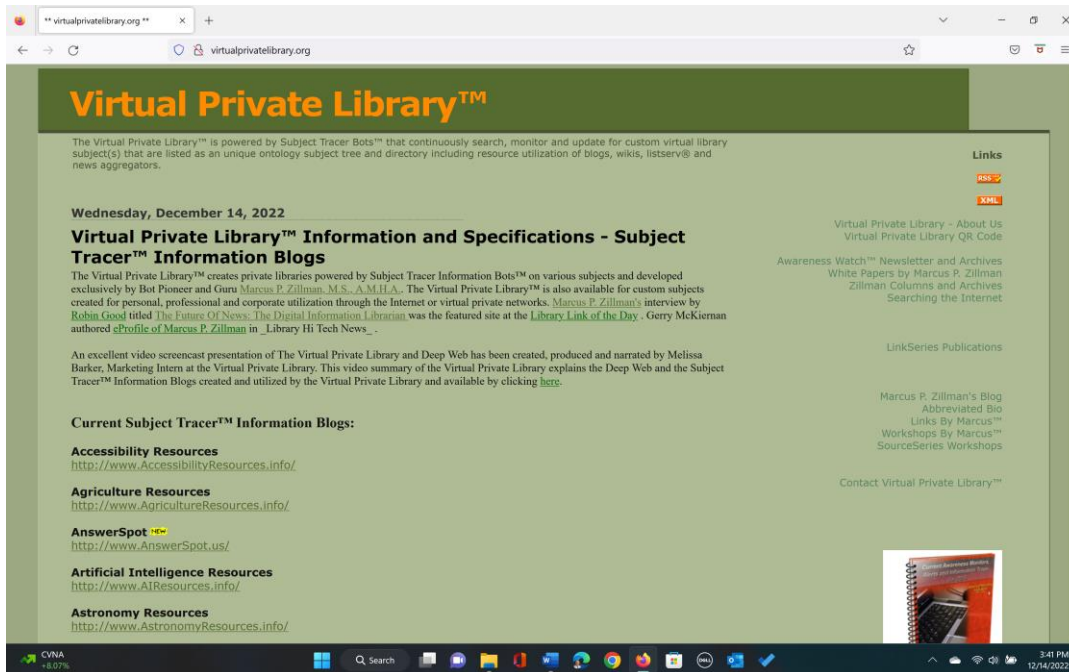 ** virtualprivatelibrary.org **
virtualprivatelibrary.org
Virtual Private Library™
The Virtual Private Library™ is powered by Subject Tracer Bots™ that continuously search, monitor and update for custom virtual library
subject(s) that are listed as an unique ontology subject tree and directory including resource utilization of blogs, wikis, listserv® and
news aggregators.
Wednesday, December 14, 2022
Virtual Private Library™ Information and Specifications - Subject
Tracer™ Information Blogs
The Virtual Private Library™ creates private libraries powered by Subject Tracer Information Bots™ on various subjects and developed
exclusively by Bot Pioneer and Guru Marcus P. Zillman, M.S., A.M.H.A.. The Virtual Private Library™ is also available for custom subjects
created for personal, professional and corporate utilization through the Internet or virtual private networks. Marcus P. Zillman's interview by
Robin Good titled The Future Of News: The Digital Information Librarian was the featured site at the Library Link of the Day . Gerry McKiernan
authored eProfile of Marcus P. Zillman in _Library Hi Tech News_ .
An excellent video screencast presentation of The Virtual Private Library and Deep Web has been created, produced and narrated by Melissa
Barker, Marketing Intern at the Virtual Private Library. This video summary of the Virtual Private Library explains the Deep Web and the Subject
Tracer™ Information Blogs created and utilized by the Virtual Private Library and available by clicking here.
Current Subject Tracer™ Information Blogs:
Accessibility Resources
http://www.AccessibilityResources.info/
Agriculture Resources
http://www.AgricultureResources.info/
AnswerSpot NEW
http://www.AnswerSpot.us/
Artificial Intelligence Resources
http://www.AIResources.info/
Astronomy Resources
http://www.AstronomyResources.info/
Links
RSS
XML
Virtual Private Library - About Us
Virtual Private Library QR Code
Awareness Watch™ Newsletter and Archives
White Papers by Marcus P. Zillman
Zillman Columns and Archives
Searching the Internet
LinkSeries Publications
Marcus P. Zillman's Blog
Abbreviated Bio
Links By Marcus™
Workshops By Marcus™
SourceSeries Workshops
Contact Virtual Private Library™
Current Awareness Monitors
CVNA
+8.07%
Search
DELL
3:41 PM
12/14/2022